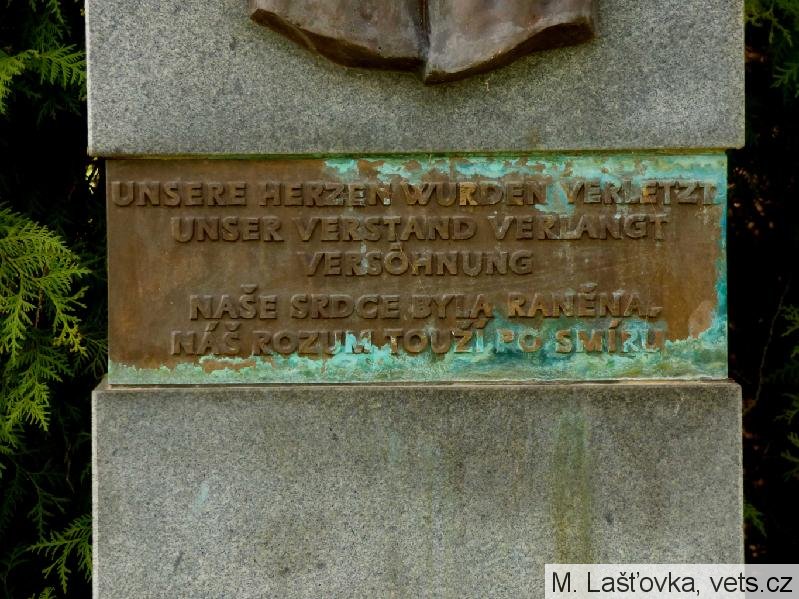 UNSERE HERZEN WURDEN VERLETZT,
UNSER VERSTAND VERLANGT
VERSÖHNUNG
NAŠE SRDCE BYLA RANĚNA,
NÁŠ ROZUM TOUŽÍ PO SMÍRU
M. Lašťovka, vets.cz